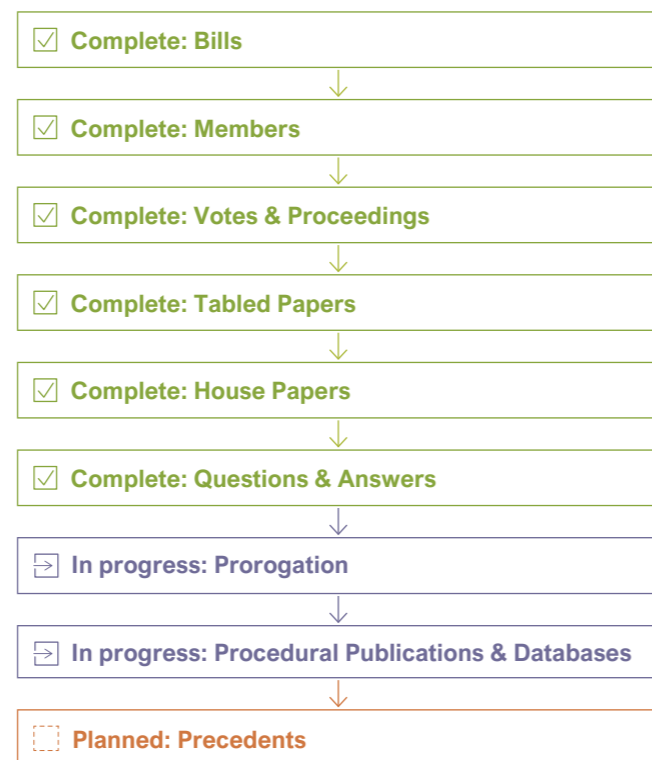 Complete: Bills
Complete: Members
Complete: Votes & Proceedings
Complete: Tabled Papers
Complete: House Papers
Complete: Questions & Answers
In progress: Prorogation
In progress: Procedural Publications & Databases
Planned: Precedents